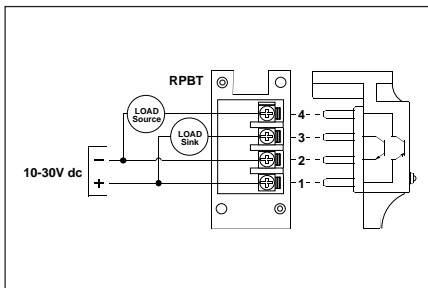 RPBT
LOAD
Source
LOAD
Sink
4
3
2
1
–
+
10-30V dc